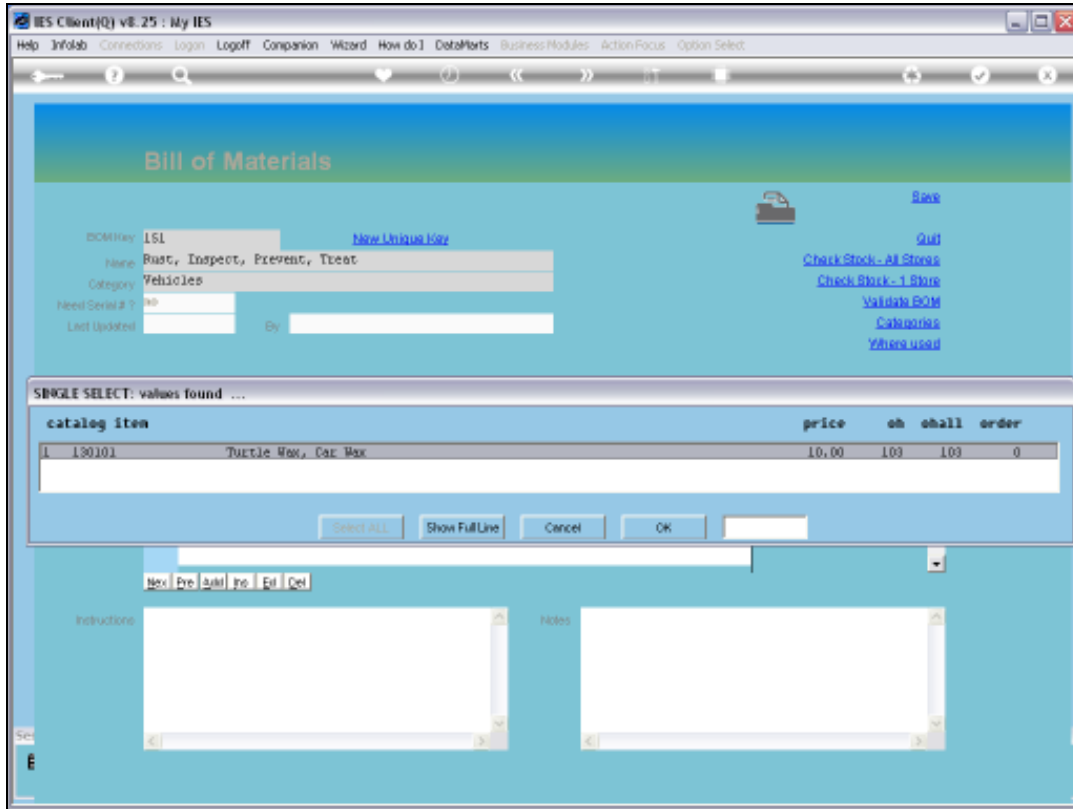 IES Client(Q) v8.25 : My IES
Help Infolab Connections Logon Logoff Companion Wizard How do I DataMarts Business Modules Action Focus Option Select
Bill of Materials
Save
BOM Key 151 New Unique Key Quit
Name Rust, Inspect, Prevent, Treat Check Stock - All Stores
Category Vehicles Check Stock - 1 Store
Need Serial # ? no Validate BOM
Last Updated By Categories
Where used
SINGLE SELECT: values found ...
catalog item price oh ohall order
1 130101 Turtle Wax, Car Wax 10.00 103 103 0
Select ALL Show Full Line Cancel OK
Nex Pre Add Ins Ed Del
Instructions Notes